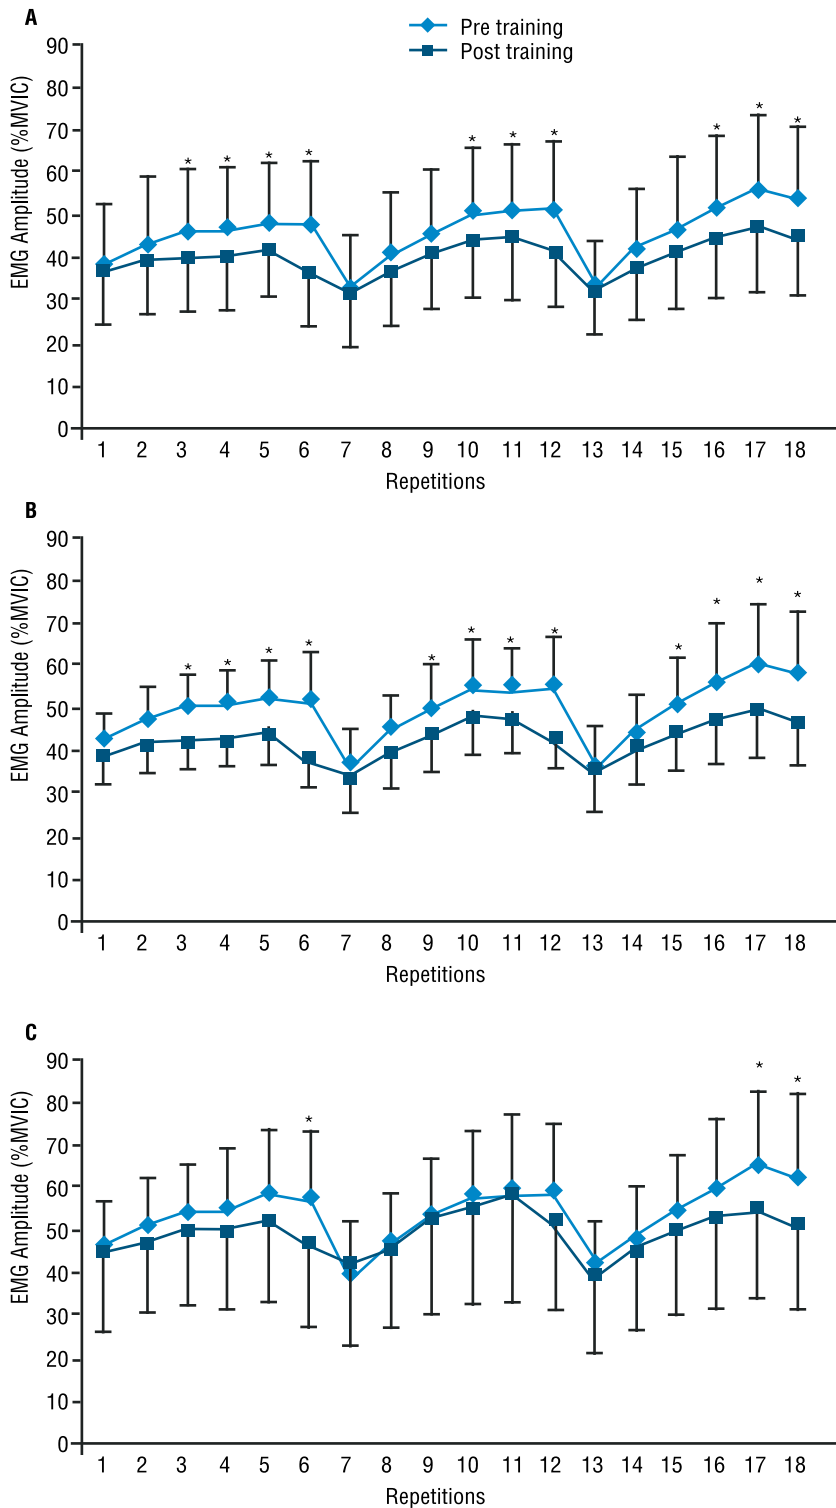 A
Pre training
Post training
EMG Amplitude (%MVIC)
90
80
70
60
50
40
30
20
10
0
* * * * * * * * * *
1 2 3 4 5 6 7 8 9 10 11 12 13 14 15 16 17 18
Repetitions
B
EMG Amplitude (%MVIC)
90
80
70
60
50
40
30
20
10
0
* * * * * * * * * * * *
1 2 3 4 5 6 7 8 9 10 11 12 13 14 15 16 17 18
Repetitions
C
EMG Amplitude (%MVIC)
90
80
70
60
50
40
30
20
10
0
* * *
1 2 3 4 5 6 7 8 9 10 11 12 13 14 15 16 17 18
Repetitions